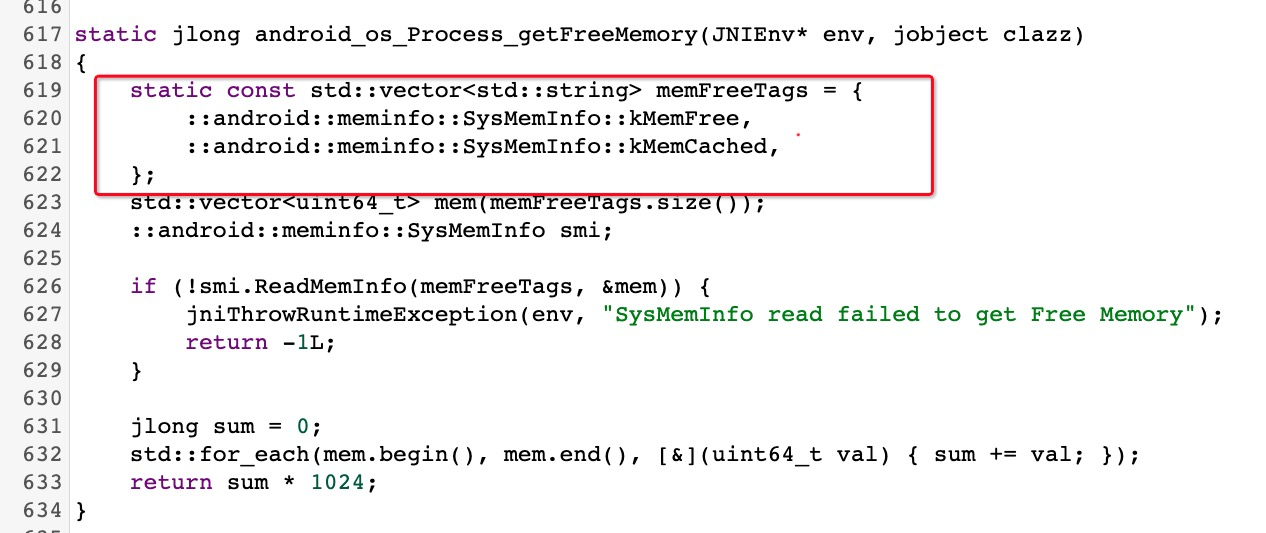 616
617 static jlong android_os_Process_getFreeMemory(JNIEnv* env, jobject clazz)
618 {
619     static const std::vector<std::string> memFreeTags = {
620         ::android::meminfo::SysMemInfo::kMemFree,
621         ::android::meminfo::SysMemInfo::kMemCached,
622     };
623     std::vector<uint64_t> mem(memFreeTags.size());
624     ::android::meminfo::SysMemInfo smi;
625
626     if (!smi.ReadMemInfo(memFreeTags, &mem)) {
627         jniThrowRuntimeException(env, "SysMemInfo read failed to get Free Memory");
628         return -1L;
629     }
630
631     jlong sum = 0;
632     std::for_each(mem.begin(), mem.end(), [&](uint64_t val) { sum += val; });
633     return sum * 1024;
634 }